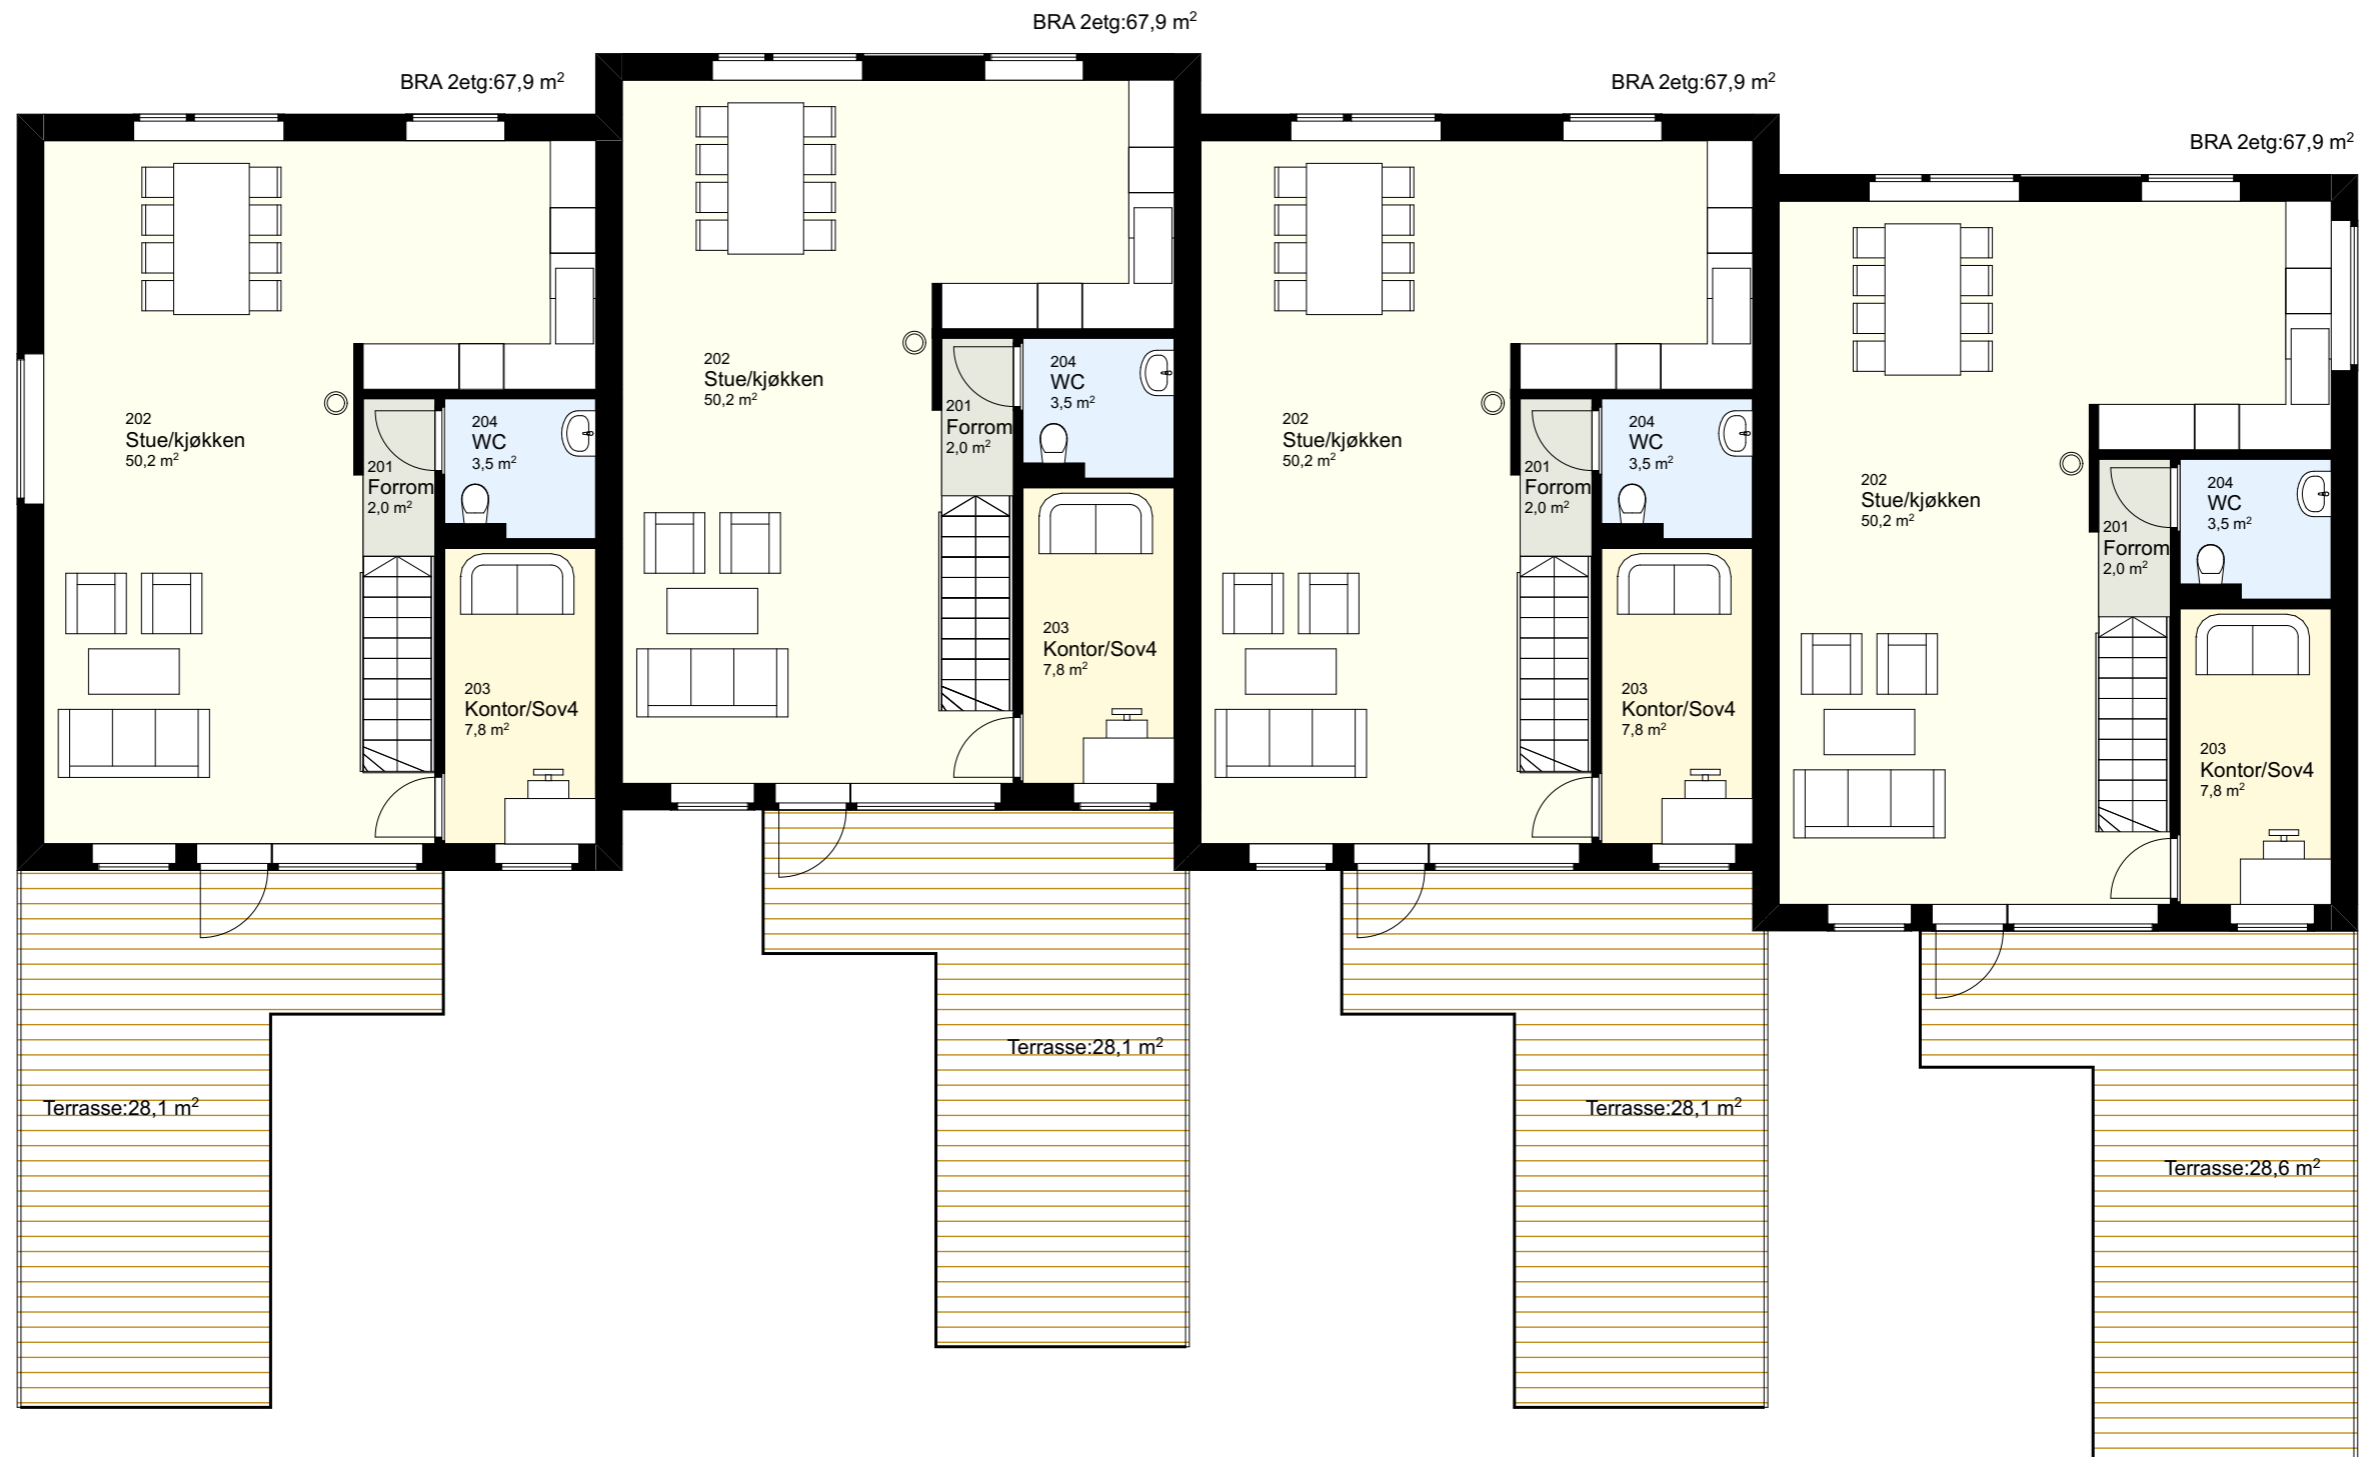 BRA 2etg:67,9 m²
BRA 2etg:67,9 m²
BRA 2etg:67,9 m²
BRA 2etg:67,9 m²
202
Stue/kjøkken
50,2 m²
201
Forrom
2,0 m²
204
WC
3,5 m²
203
Kontor/Sov4
7,8 m²
Terrasse:28,1 m²
202
Stue/kjøkken
50,2 m²
201
Forrom
2,0 m²
204
WC
3,5 m²
203
Kontor/Sov4
7,8 m²
Terrasse:28,1 m²
202
Stue/kjøkken
50,2 m²
201
Forrom
2,0 m²
204
WC
3,5 m²
203
Kontor/Sov4
7,8 m²
Terrasse:28,1 m²
202
Stue/kjøkken
50,2 m²
201
Forrom
2,0 m²
204
WC
3,5 m²
203
Kontor/Sov4
7,8 m²
Terrasse:28,6 m²